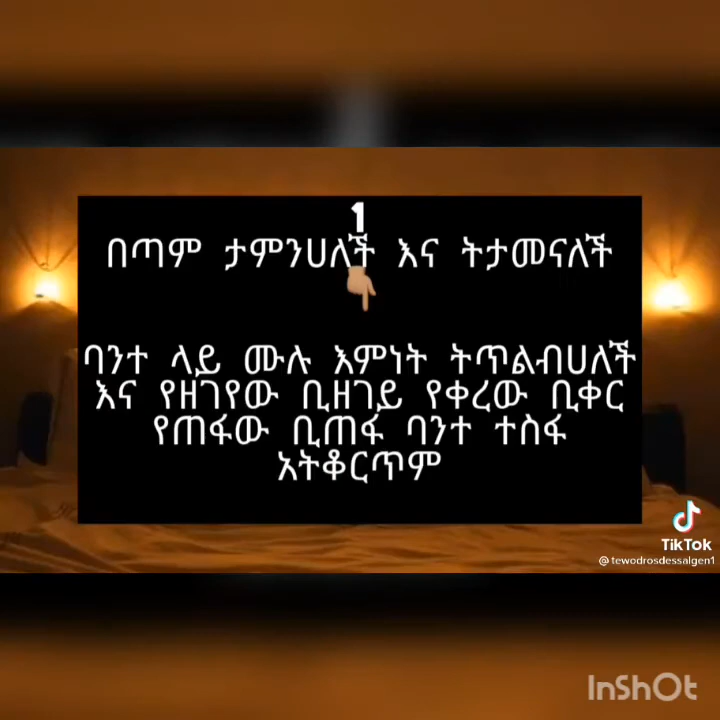 1
በጣም ታምንሀለች እና ትታመናለች
ባንተ ላይ ሙሉ እምነት ትጥልብሀለች
እና የዘገየው ቢዘገይ የቀረው ቢቀር
የጠፋው ቢጠፋ ባንተ ተስፋ
አትቆርጥም
TikTok
@tewodrosdessalgen1
InShOt